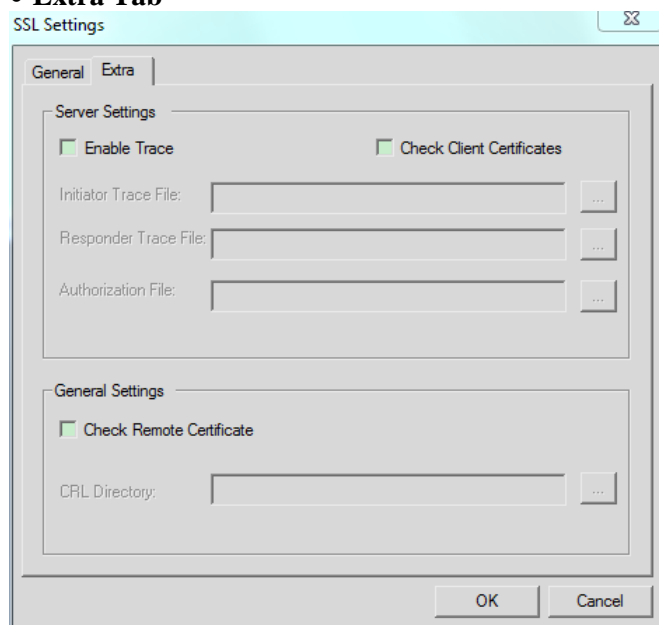 • Extra Tab
SSL Settings
General Extra
Server Settings
Enable Trace Check Client Certificates
Initiator Trace File: ...
Responder Trace File: ...
Authorization File: ...
General Settings
Check Remote Certificate
CRL Directory: ...
OK Cancel